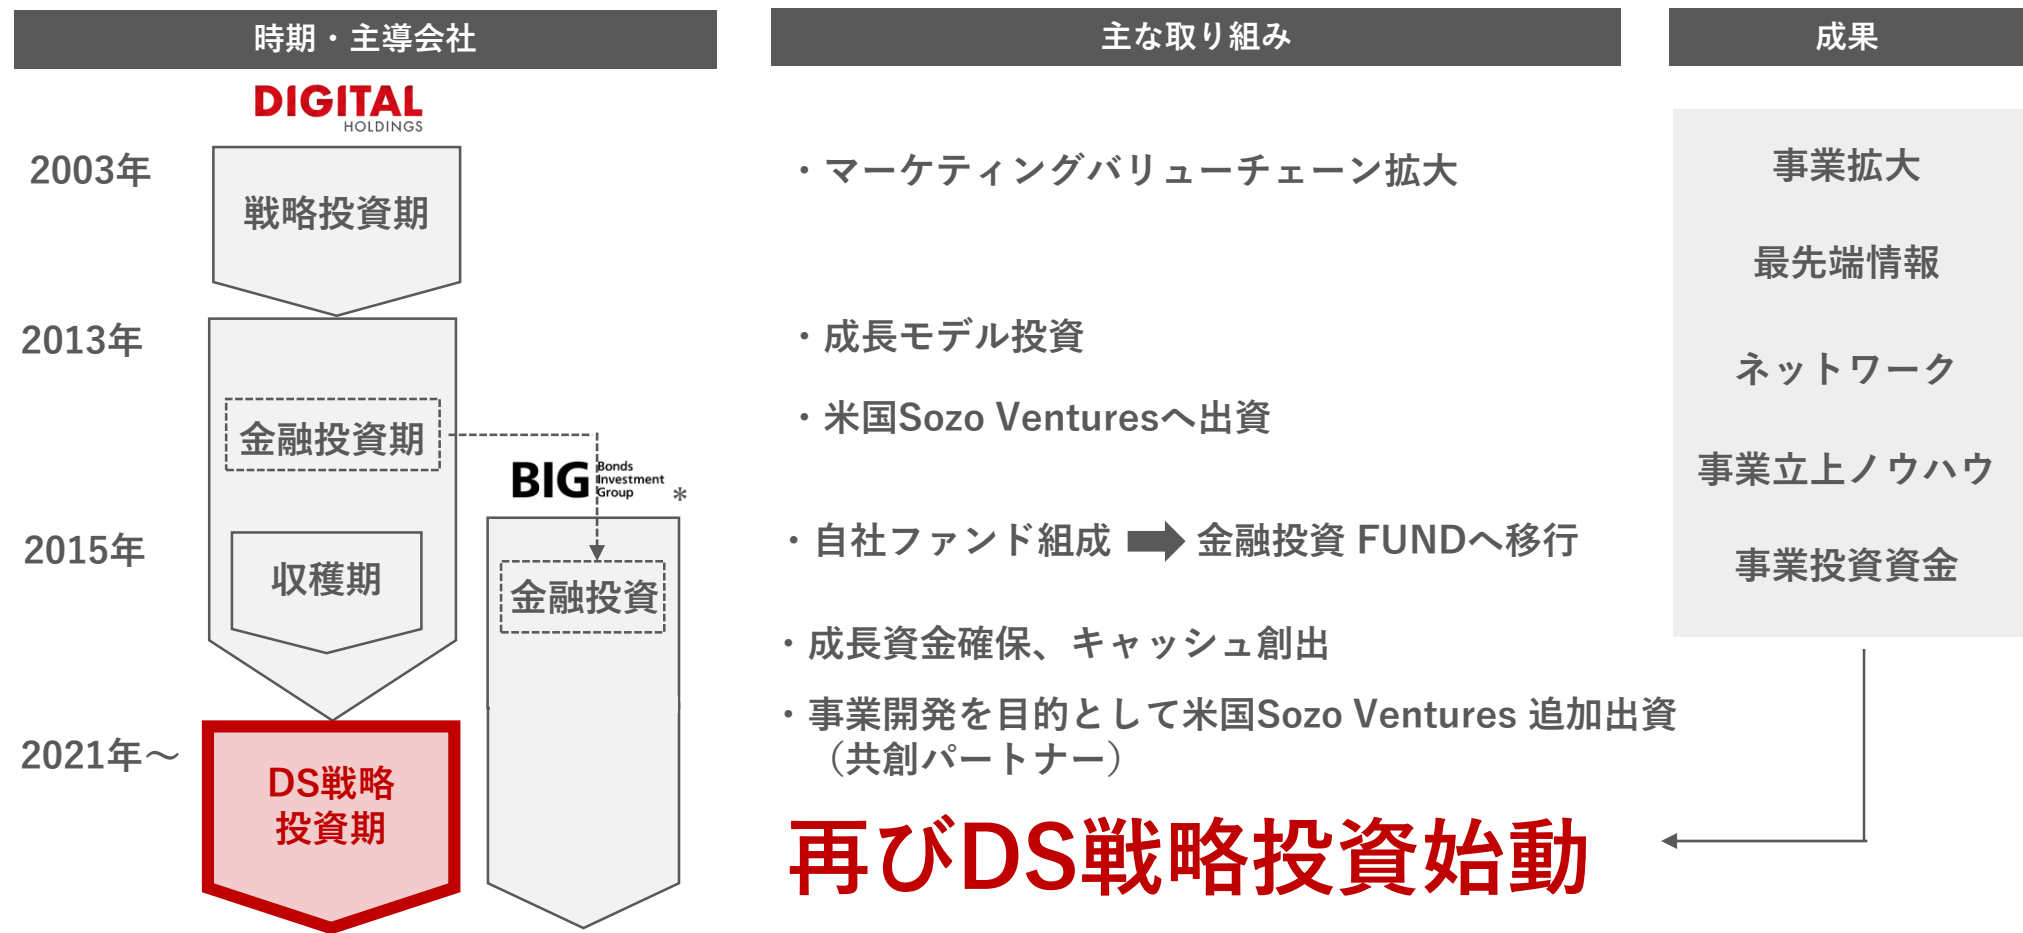 時期・主導会社
主な取り組み
成果
DIGITAL
HOLDINGS
2003年
戦略投資期
・マーケティングバリューチェーン拡大
事業拡大
最先端情報
2013年
・成長モデル投資
ネットワーク
金融投資期
・米国Sozo Venturesへ出資
BIG
Bonds
Investment
Group
*
事業立上ノウハウ
2015年
収穫期
金融投資
・自社ファンド組成 ➡ 金融投資 FUNDへ移行
事業投資資金
・成長資金確保、キャッシュ創出
・事業開発を目的として米国Sozo Ventures 追加出資
（共創パートナー）
2021年～
DS戦略
投資期
再びDS戦略投資始動